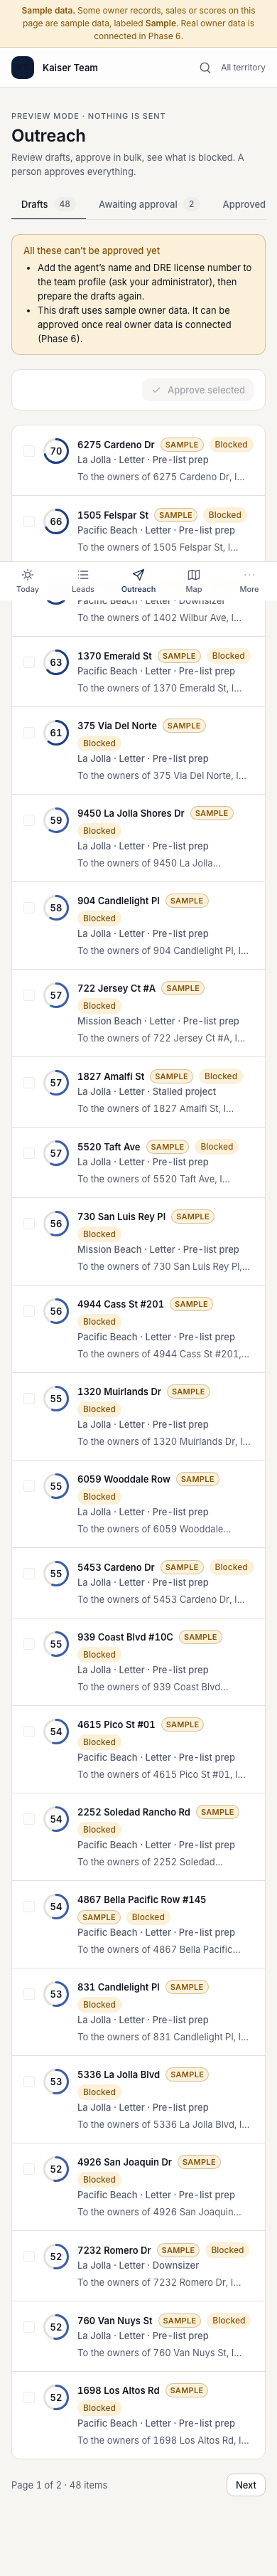 Sample data. Some owner records, sales or scores on this
page are sample data, labeled Sample. Real owner data is
connected in Phase 6.
Kaiser Team
All territory
PREVIEW MODE · NOTHING IS SENT
Outreach
Review drafts, approve in bulk, see what is blocked. A
person approves everything.
Drafts 48 Awaiting approval 2 Approved
All these can't be approved yet
• Add the agent's name and DRE license number to
the team profile (ask your administrator), then
prepare the drafts again.
• This draft uses sample owner data. It can be
approved once real owner data is connected
(Phase 6).
Approve selected
70 6275 Cardeno Dr SAMPLE Blocked
La Jolla · Letter · Pre-list prep
To the owners of 6275 Cardeno Dr, I...
66 1505 Felspar St SAMPLE Blocked
Pacific Beach · Letter · Pre-list prep
To the owners of 1505 Felspar St, I...
Today Leads Outreach Map More
Pacific Beach · Letter · Downsizer
To the owners of 1402 Wilbur Ave, I...
63 1370 Emerald St SAMPLE Blocked
Pacific Beach · Letter · Pre-list prep
To the owners of 1370 Emerald St, I...
61 375 Via Del Norte SAMPLE
Blocked
La Jolla · Letter · Pre-list prep
To the owners of 375 Via Del Norte, I...
59 9450 La Jolla Shores Dr SAMPLE
Blocked
La Jolla · Letter · Pre-list prep
To the owners of 9450 La Jolla...
58 904 Candlelight Pl SAMPLE
Blocked
La Jolla · Letter · Pre-list prep
To the owners of 904 Candlelight Pl, I...
57 722 Jersey Ct #A SAMPLE
Blocked
Mission Beach · Letter · Pre-list prep
To the owners of 722 Jersey Ct #A, I...
57 1827 Amalfi St SAMPLE Blocked
La Jolla · Letter · Stalled project
To the owners of 1827 Amalfi St, I...
57 5520 Taft Ave SAMPLE Blocked
La Jolla · Letter · Pre-list prep
To the owners of 5520 Taft Ave, I...
56 730 San Luis Rey Pl SAMPLE
Blocked
Mission Beach · Letter · Pre-list prep
To the owners of 730 San Luis Rey Pl,...
56 4944 Cass St #201 SAMPLE
Blocked
Pacific Beach · Letter · Pre-list prep
To the owners of 4944 Cass St #201,...
55 1320 Muirlands Dr SAMPLE
Blocked
La Jolla · Letter · Pre-list prep
To the owners of 1320 Muirlands Dr, I...
55 6059 Wooddale Row SAMPLE
Blocked
La Jolla · Letter · Pre-list prep
To the owners of 6059 Wooddale...
55 5453 Cardeno Dr SAMPLE Blocked
La Jolla · Letter · Pre-list prep
To the owners of 5453 Cardeno Dr, I...
55 939 Coast Blvd #10C SAMPLE
Blocked
La Jolla · Letter · Pre-list prep
To the owners of 939 Coast Blvd...
54 4615 Pico St #01 SAMPLE
Blocked
Pacific Beach · Letter · Pre-list prep
To the owners of 4615 Pico St #01, I...
54 2252 Soledad Rancho Rd SAMPLE
Blocked
Pacific Beach · Letter · Pre-list prep
To the owners of 2252 Soledad...
54 4867 Bella Pacific Row #145
SAMPLE Blocked
Pacific Beach · Letter · Pre-list prep
To the owners of 4867 Bella Pacific...
53 831 Candlelight Pl SAMPLE
Blocked
La Jolla · Letter · Pre-list prep
To the owners of 831 Candlelight Pl, I...
53 5336 La Jolla Blvd SAMPLE
Blocked
La Jolla · Letter · Pre-list prep
To the owners of 5336 La Jolla Blvd, I...
52 4926 San Joaquin Dr SAMPLE
Blocked
Pacific Beach · Letter · Pre-list prep
To the owners of 4926 San Joaquin...
52 7232 Romero Dr SAMPLE Blocked
La Jolla · Letter · Downsizer
To the owners of 7232 Romero Dr, I...
52 760 Van Nuys St SAMPLE Blocked
La Jolla · Letter · Pre-list prep
To the owners of 760 Van Nuys St, I...
52 1698 Los Altos Rd SAMPLE
Blocked
Pacific Beach · Letter · Pre-list prep
To the owners of 1698 Los Altos Rd, I...
Page 1 of 2 · 48 items
Next